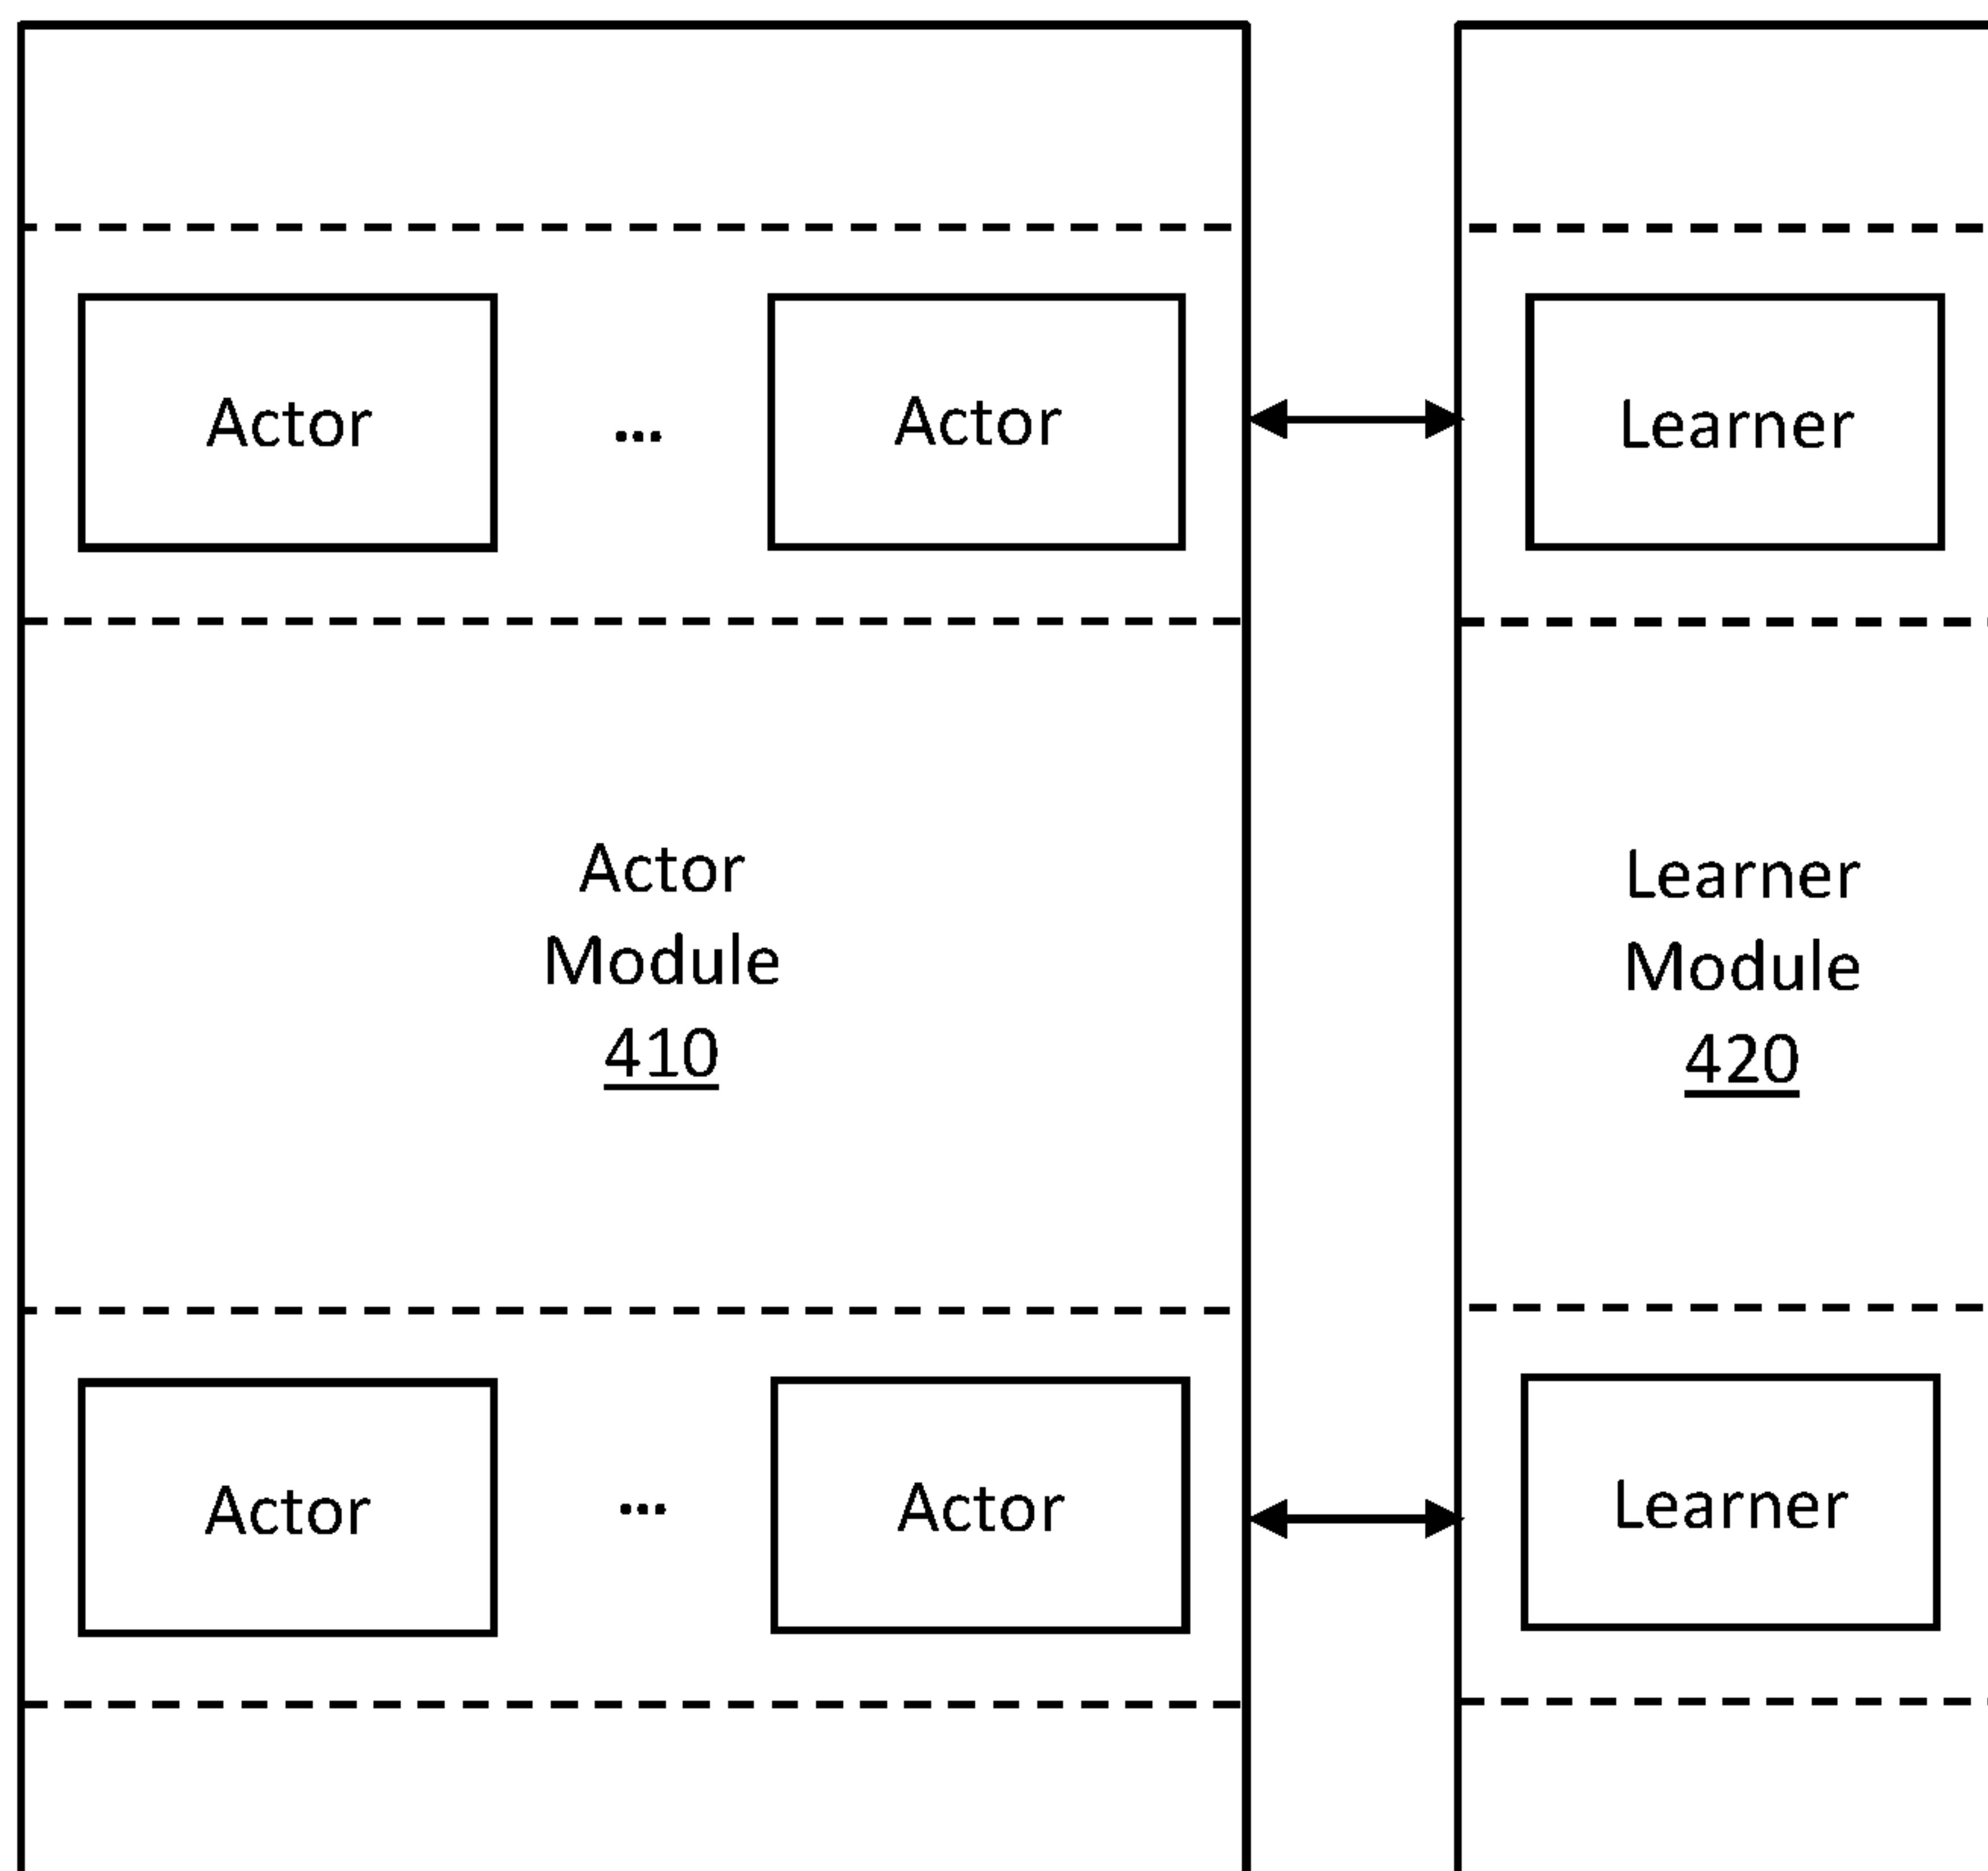 Actor ... Actor
Learner
Actor
Module
410
Learner
Module
420
Actor ... Actor
Learner